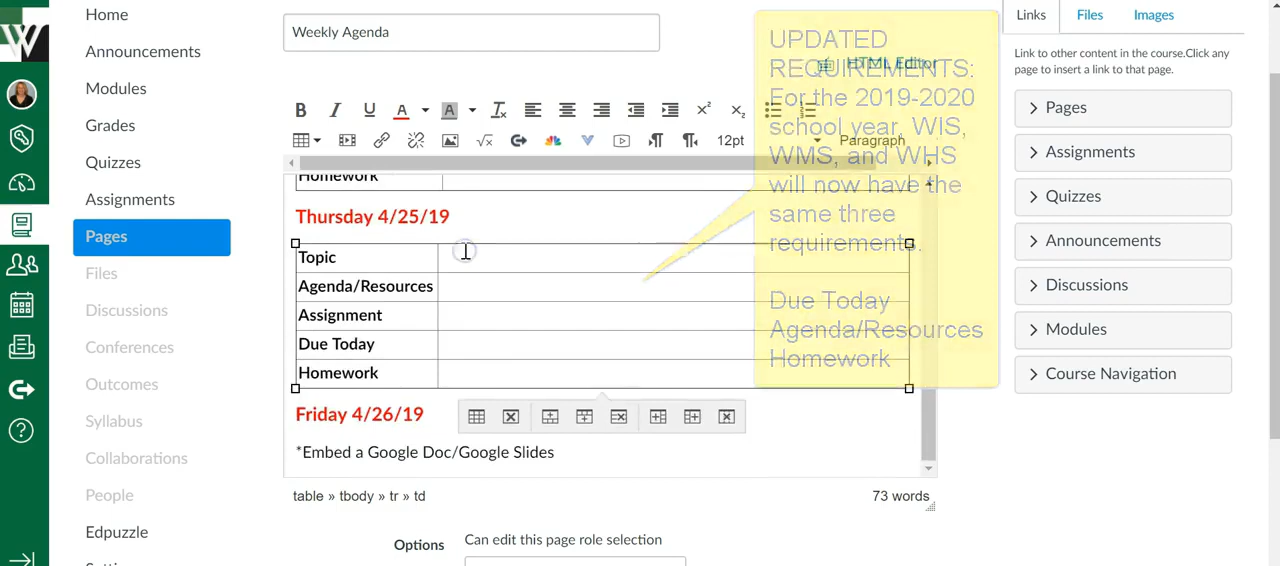 W
Home
Announcements
Modules
Grades
Quizzes
Assignments
Pages
Files
Discussions
Conferences
Outcomes
Syllabus
Collaborations
People
Edpuzzle
Weekly Agenda
HTML Editor
B I U A A
12pt Paragraph
Homework
Thursday 4/25/19
Topic
Agenda/Resources
Assignment
Due Today
Homework
Friday 4/26/19
*Embed a Google Doc/Google Slides
table » tbody » tr » td
73 words
Options
Can edit this page role selection
UPDATED
REQUIREMENTS:
For the 2019-2020
school year, WIS,
WMS, and WHS
will now have the
same three
requirements.
Due Today
Agenda/Resources
Homework
Links Files Images
Link to other content in the course.Click any
page to insert a link to that page.
Pages
Assignments
Quizzes
Announcements
Discussions
Modules
Course Navigation